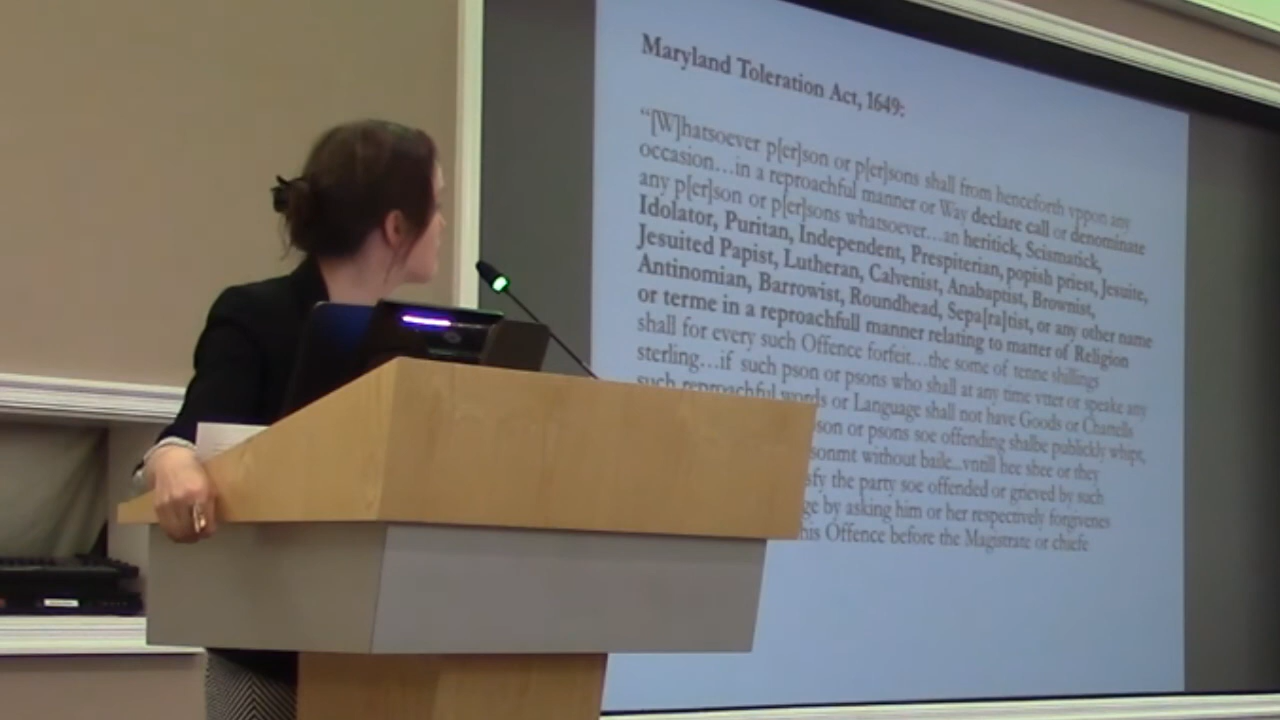 Maryland Toleration Act, 1649:
“[W]hatsoever p[er]son or p[er]sons shall from henceforth vppon any
occasion…in a reproachful manner or Way declare call or denominate
any p[er]son or p[er]sons whatsoever…an heritick, Scismatick,
Idolator, Puritan, Independent, Prespiterian, popish priest, Jesuite,
Jesuited Papist, Lutheran, Calvenist, Anabaptist, Brownist,
Antinomian, Barrowist, Roundhead, Sepa[ra]tist, or any other name
or terme in a reproachfull manner relating to matter of Religion
shall for every such Offence forfeit…the some of tenne shillings
sterling…if such pson or psons who shall at any time vtter or speake any
such reproachful words or Language shall not have Goods or Chattells
son or psons soe offending shalbe publickly whipt,
sonmt without baile...vntill hee shee or they
sfy the party soe offended or grieved by such
ge by asking him or her respectively forgivenes
his Offence before the Magistrate or chiefe